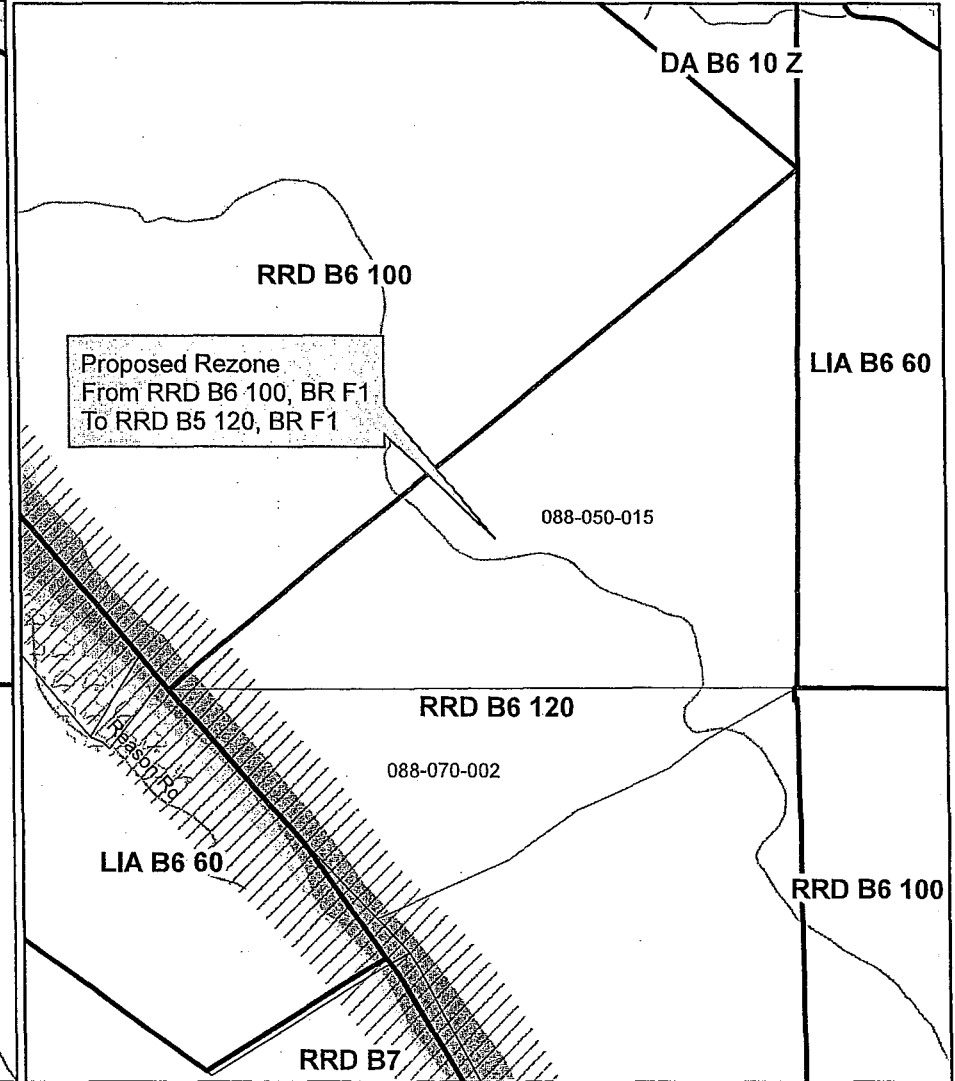 DA B6 10 Z
RRD B6 100
Proposed Rezone
From RRD B6 100, BR F1
To RRD B5 120, BR F1
LIA B6 60
088-050-015
RRD B6 120
088-070-002
Reason Rd
LIA B6 60
RRD B6 100
RRD B7